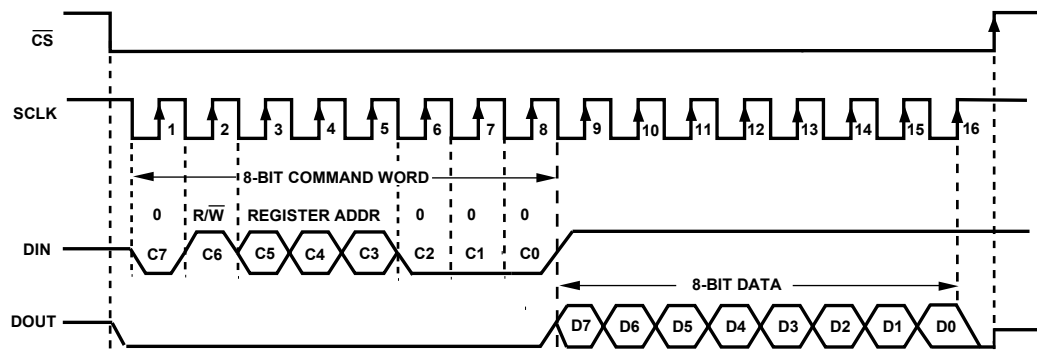 CS
SCLK
1 2 3 4 5 6 7 8 9 10 11 12 13 14 15 16
8-BIT COMMAND WORD
0 R/W REGISTER ADDR 0 0 0
DIN
C7 C6 C5 C4 C3 C2 C1 C0
8-BIT DATA
DOUT
D7 D6 D5 D4 D3 D2 D1 D0